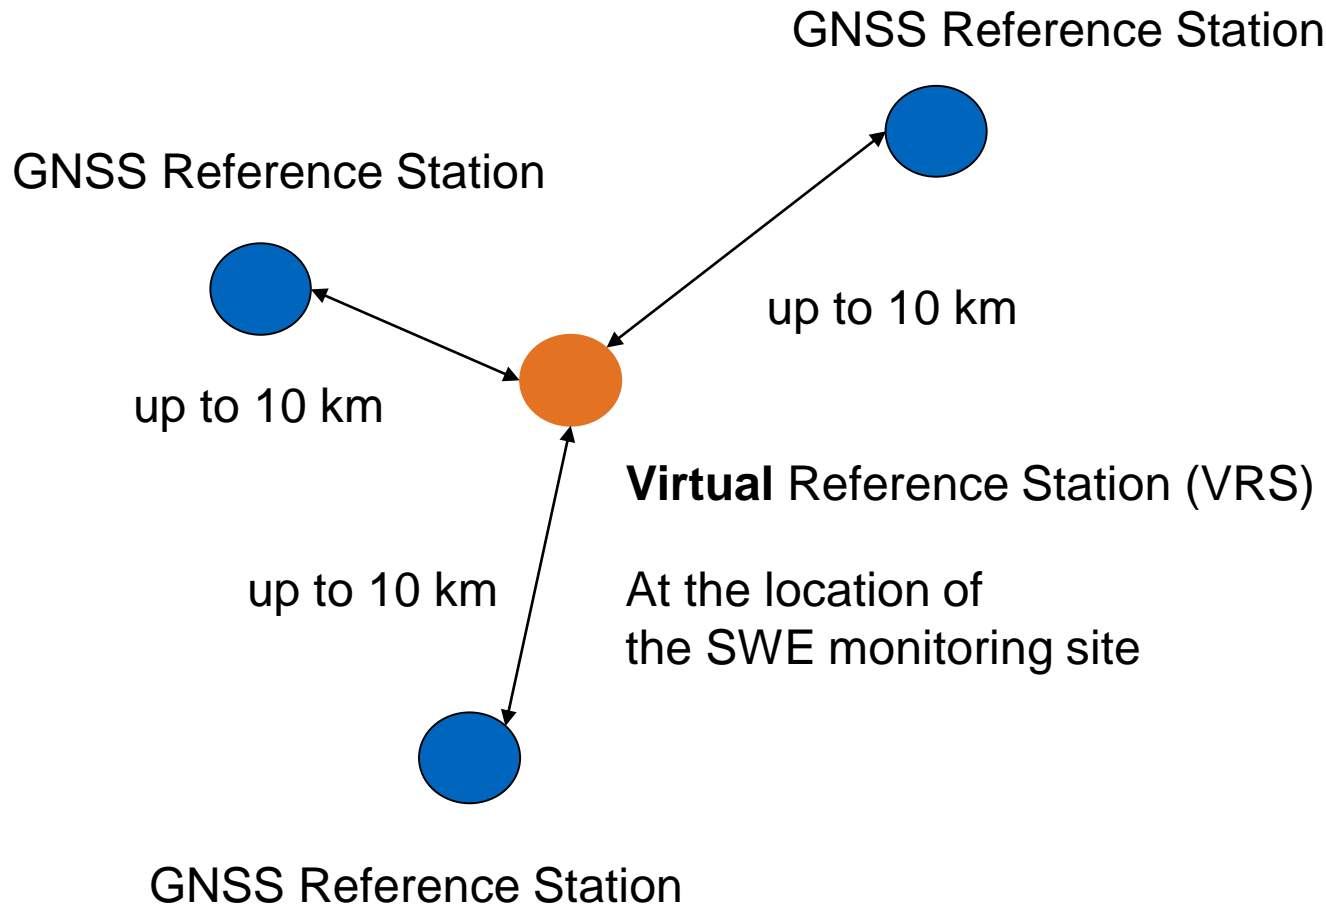 GNSS Reference Station
GNSS Reference Station
up to 10 km
up to 10 km
Virtual Reference Station (VRS)
up to 10 km
At the location of
the SWE monitoring site
GNSS Reference Station